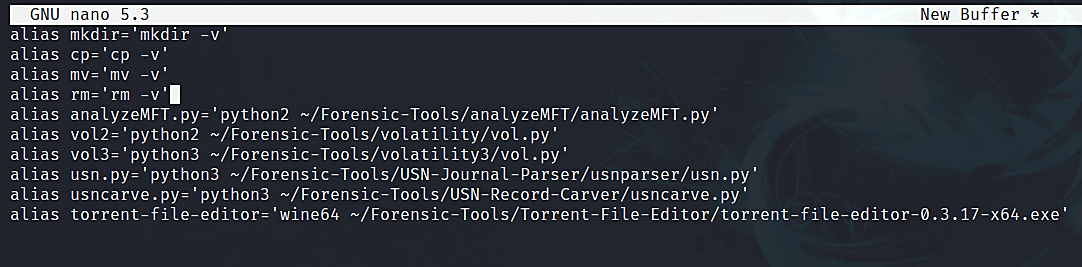 GNU nano 5.3 New Buffer *
alias mkdir='mkdir -v'
alias cp='cp -v'
alias mv='mv -v'
alias rm='rm -v'
alias analyzeMFT.py='python2 ~/Forensic-Tools/analyzeMFT/analyzeMFT.py'
alias vol2='python2 ~/Forensic-Tools/volatility/vol.py'
alias vol3='python3 ~/Forensic-Tools/volatility3/vol.py'
alias usn.py='python3 ~/Forensic-Tools/USN-Journal-Parser/usnparser/usn.py'
alias usncarve.py='python3 ~/Forensic-Tools/USN-Record-Carver/usncarve.py'
alias torrent-file-editor='wine64 ~/Forensic-Tools/Torrent-File-Editor/torrent-file-editor-0.3.17-x64.exe'